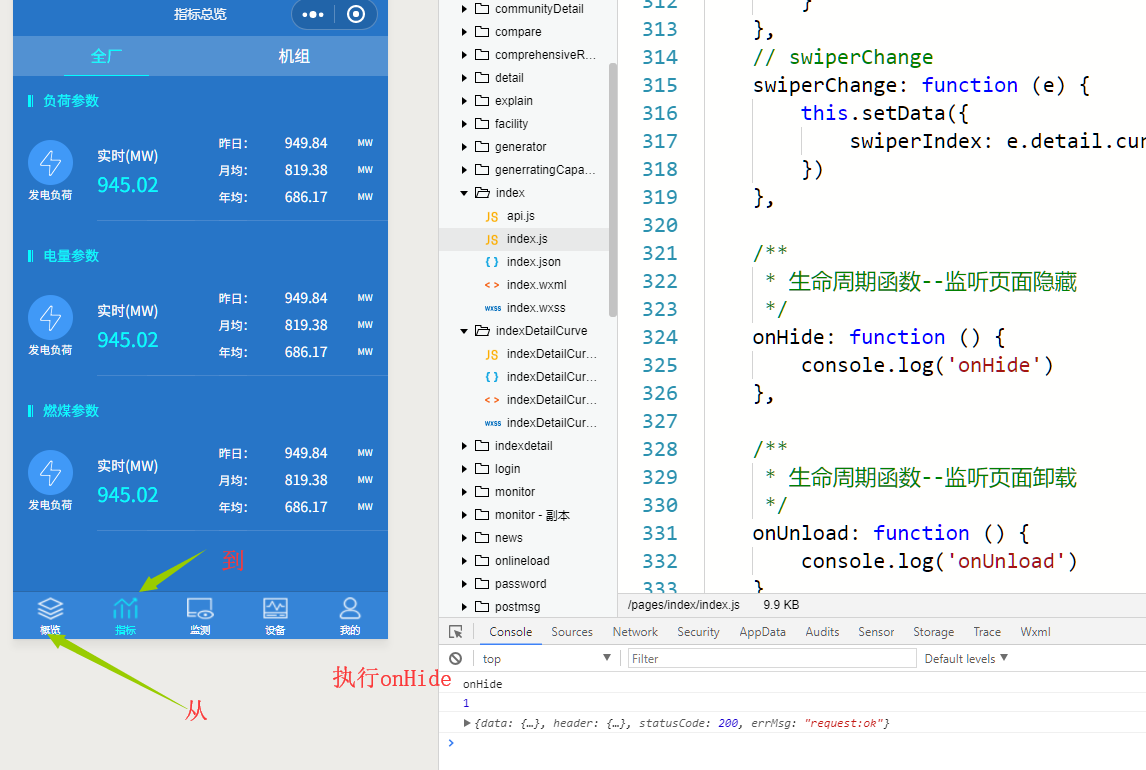 指标总览
全厂 机组
负荷参数
实时(MW)
945.02
发电负荷
昨日: 949.84 MW
月均: 819.38 MW
年均: 686.17 MW
电量参数
实时(MW)
945.02
发电负荷
昨日: 949.84 MW
月均: 819.38 MW
年均: 686.17 MW
燃煤参数
实时(MW)
945.02
发电负荷
昨日: 949.84 MW
月均: 819.38 MW
年均: 686.17 MW
到
概览 指标 监测 设备 我的
从
执行onHide
communityDetail
compare
comprehensiveR...
detail
explain
facility
generator
generratingCapa...
index
JS api.js
JS index.js
{ } index.json
< > index.wxml
wxss index.wxss
indexDetailCurve
JS indexDetailCur...
{ } indexDetailCur...
< > indexDetailCur...
wxss indexDetailCur...
indexdetail
login
monitor
monitor - 副本
news
onlineload
password
postmsg
312 }
313 },
314 // swiperChange
315 swiperChange: function (e) {
316 this.setData({
317 swiperIndex: e.detail.cur
318 })
319 },
320
321 /**
322 * 生命周期函数--监听页面隐藏
323 */
324 onHide: function () {
325 console.log('onHide')
326 },
327
328 /**
329 * 生命周期函数--监听页面卸载
330 */
331 onUnload: function () {
332 console.log('onUnload')
333 }
/pages/index/index.js 9.9 KB
Console Sources Network Security AppData Audits Sensor Storage Trace Wxml
top Filter Default levels
onHide
1
{data: {…}, header: {…}, statusCode: 200, errMsg: "request:ok"}